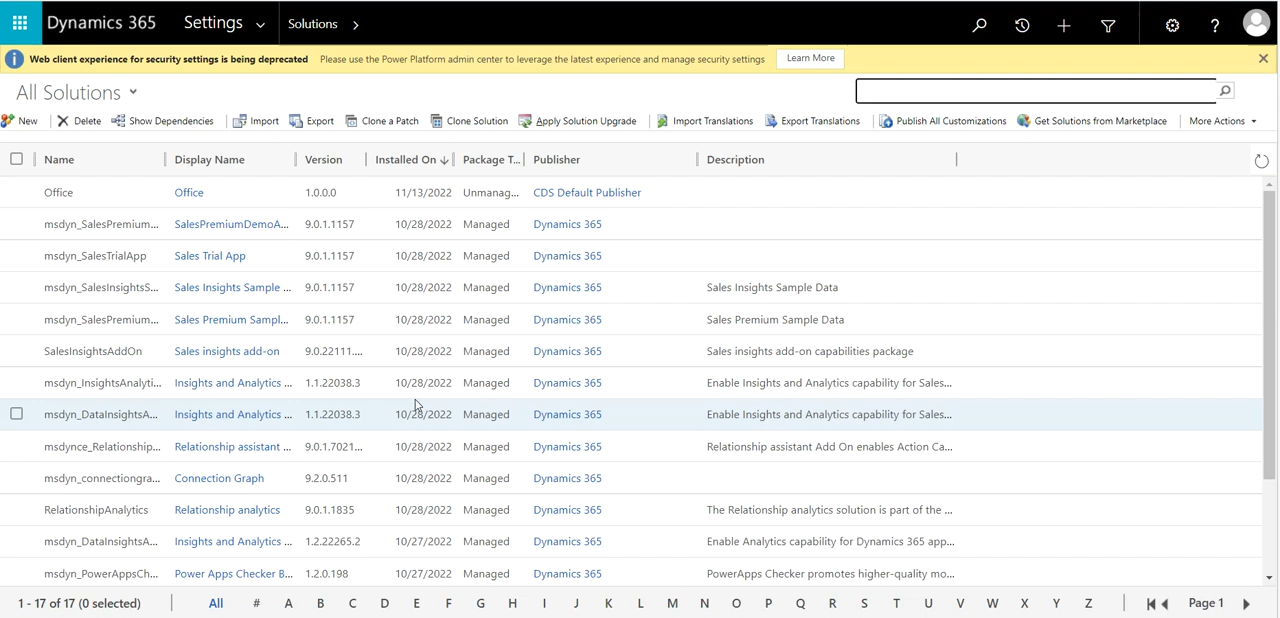 Dynamics 365 Settings Solutions
Web client experience for security settings is being deprecated Please use the Power Platform admin center to leverage the latest experience and manage security settings Learn More
All Solutions
New Delete Show Dependencies Import Export Clone a Patch Clone Solution Apply Solution Upgrade Import Translations Export Translations Publish All Customizations Get Solutions from Marketplace More Actions
Name Display Name Version Installed On Package T... Publisher Description
Office Office 1.0.0.0 11/13/2022 Unmanag... CDS Default Publisher
msdyn_SalesPremium... SalesPremiumDemoA... 9.0.1.1157 10/28/2022 Managed Dynamics 365
msdyn_SalesTrialApp Sales Trial App 9.0.1.1157 10/28/2022 Managed Dynamics 365
msdyn_SalesInsightsS... Sales Insights Sample ... 9.0.1.1157 10/28/2022 Managed Dynamics 365 Sales Insights Sample Data
msdyn_SalesPremium... Sales Premium Sampl... 9.0.1.1157 10/28/2022 Managed Dynamics 365 Sales Premium Sample Data
SalesInsightsAddOn Sales insights add-on 9.0.22111.... 10/28/2022 Managed Dynamics 365 Sales insights add-on capabilities package
msdyn_InsightsAnalyti... Insights and Analytics ... 1.1.22038.3 10/28/2022 Managed Dynamics 365 Enable Insights and Analytics capability for Sales...
msdyn_DataInsightsA... Insights and Analytics ... 1.1.22038.3 10/28/2022 Managed Dynamics 365 Enable Insights and Analytics capability for Sales...
msdynce_Relationship... Relationship assistant ... 9.0.1.7021... 10/28/2022 Managed Dynamics 365 Relationship assistant Add On enables Action Ca...
msdyn_connectiongra... Connection Graph 9.2.0.511 10/28/2022 Managed Dynamics 365
RelationshipAnalytics Relationship analytics 9.0.1.1835 10/28/2022 Managed Dynamics 365 The Relationship analytics solution is part of the ...
msdyn_DataInsightsA... Insights and Analytics ... 1.2.22265.2 10/27/2022 Managed Dynamics 365 Enable Analytics capability for Dynamics 365 app...
msdyn_PowerAppsCh... Power Apps Checker B... 1.2.0.198 10/27/2022 Managed Dynamics 365 PowerApps Checker promotes higher-quality mo...
1 - 17 of 17 (0 selected) All # A B C D E F G H I J K L M N O P Q R S T U V W X Y Z Page 1